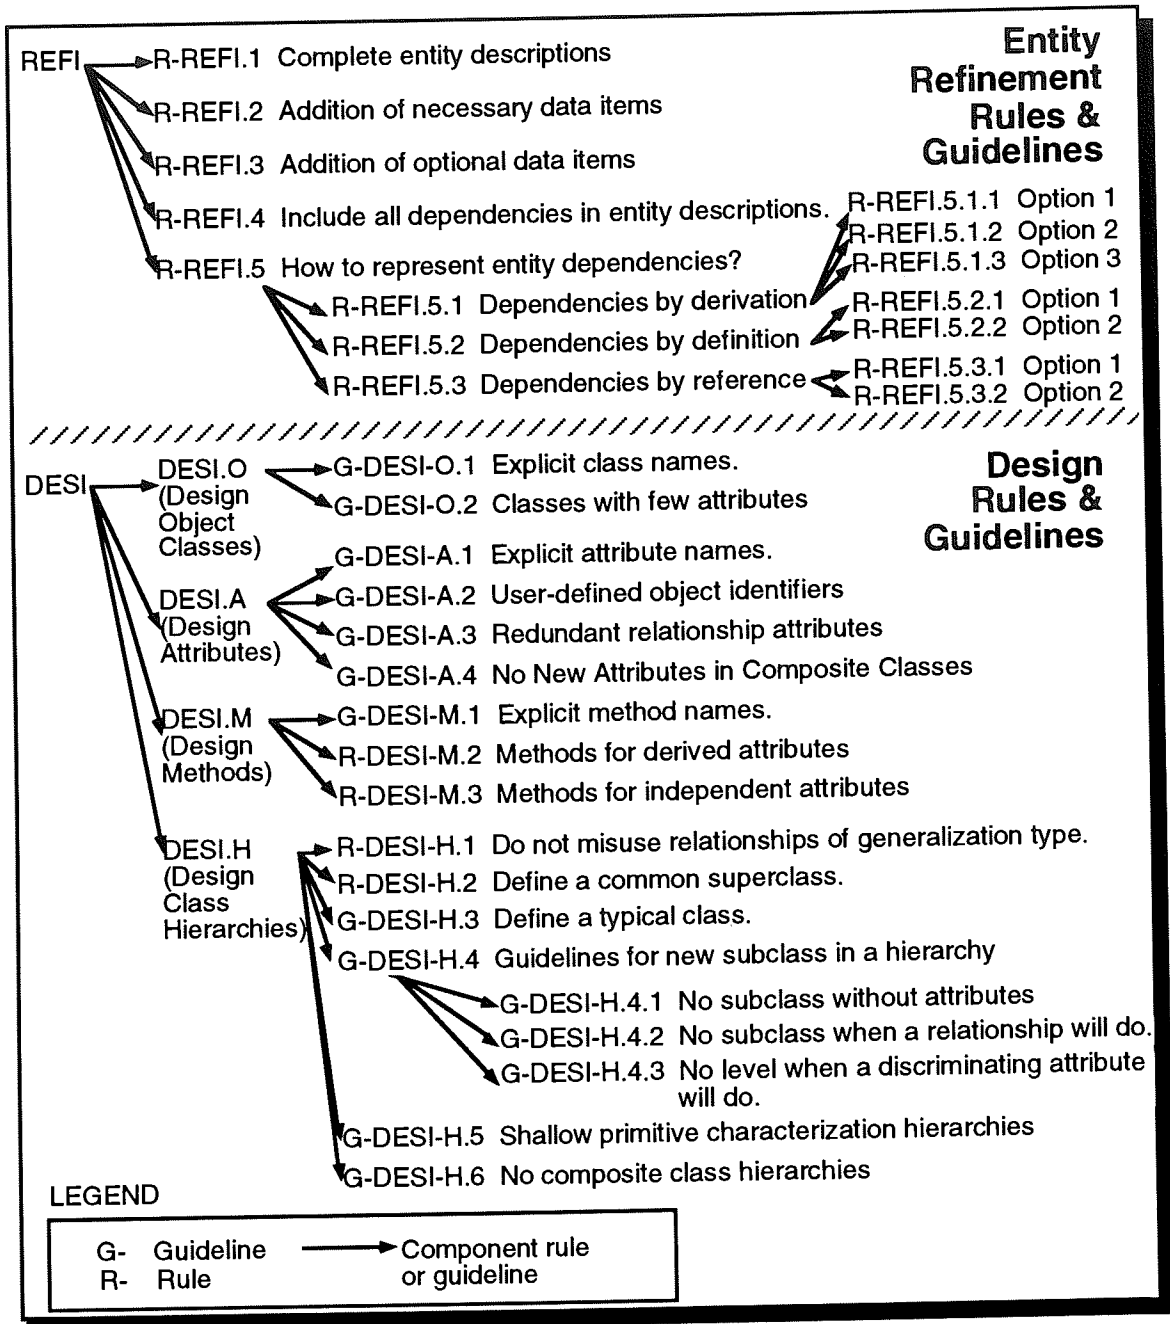 Entity
Refinement
Rules &
Guidelines
REFI
R-REFI.1 Complete entity descriptions
R-REFI.2 Addition of necessary data items
R-REFI.3 Addition of optional data items
R-REFI.4 Include all dependencies in entity descriptions.
R-REFI.5 How to represent entity dependencies?
R-REFI.5.1 Dependencies by derivation
R-REFI.5.1.1 Option 1
R-REFI.5.1.2 Option 2
R-REFI.5.1.3 Option 3
R-REFI.5.2 Dependencies by definition
R-REFI.5.2.1 Option 1
R-REFI.5.2.2 Option 2
R-REFI.5.3 Dependencies by reference
R-REFI.5.3.1 Option 1
R-REFI.5.3.2 Option 2
Design
Rules &
Guidelines
DESI
DESI.O
(Design
Object
Classes)
G-DESI-O.1 Explicit class names.
G-DESI-O.2 Classes with few attributes
DESI.A
(Design
Attributes)
G-DESI-A.1 Explicit attribute names.
G-DESI-A.2 User-defined object identifiers
G-DESI-A.3 Redundant relationship attributes
G-DESI-A.4 No New Attributes in Composite Classes
DESI.M
(Design
Methods)
G-DESI-M.1 Explicit method names.
R-DESI-M.2 Methods for derived attributes
R-DESI-M.3 Methods for independent attributes
DESI.H
(Design
Class
Hierarchies)
R-DESI-H.1 Do not misuse relationships of generalization type.
R-DESI-H.2 Define a common superclass.
G-DESI-H.3 Define a typical class.
G-DESI-H.4 Guidelines for new subclass in a hierarchy
G-DESI-H.4.1 No subclass without attributes
G-DESI-H.4.2 No subclass when a relationship will do.
G-DESI-H.4.3 No level when a discriminating attribute
will do.
G-DESI-H.5 Shallow primitive characterization hierarchies
G-DESI-H.6 No composite class hierarchies
LEGEND
G- Guideline
R- Rule
Component rule
or guideline